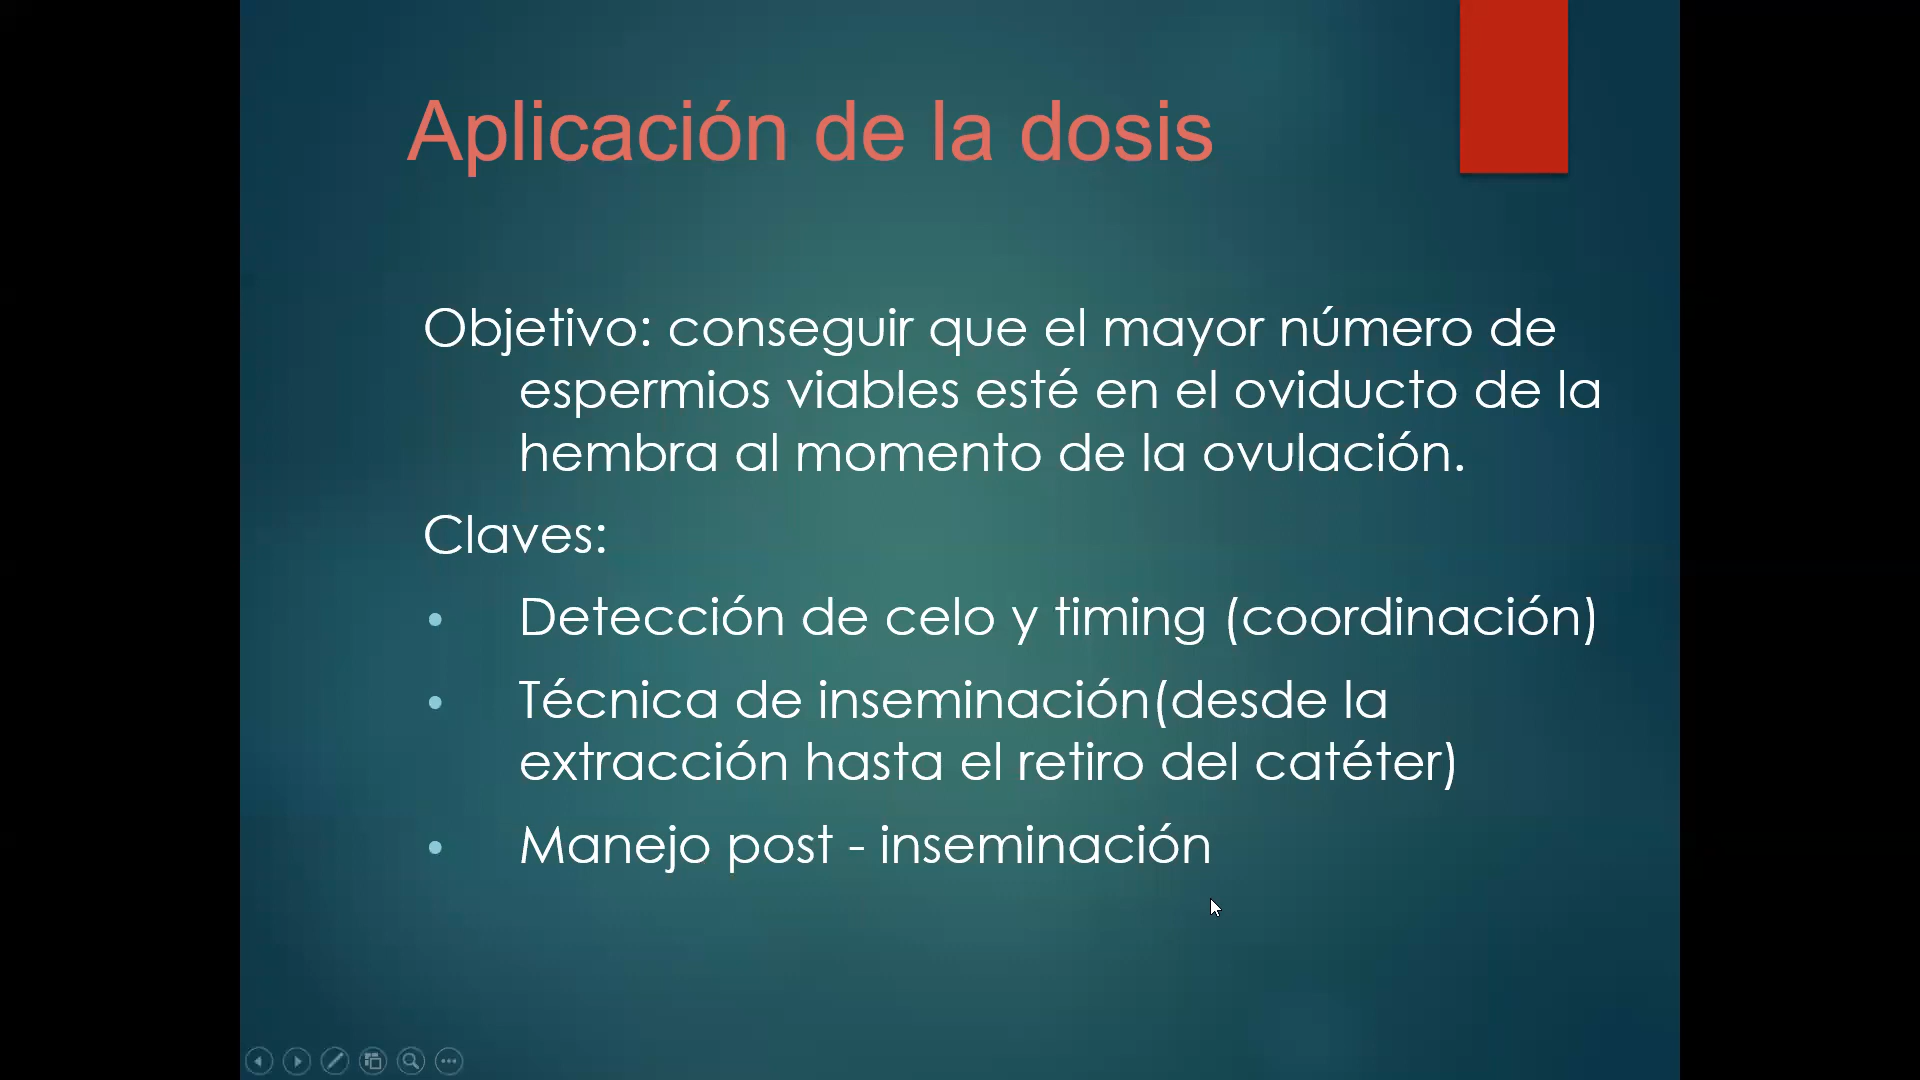 Aplicación de la dosis
Objetivo: conseguir que el mayor número de
espermios viables esté en el oviducto de la
hembra al momento de la ovulación.
Claves:
• Detección de celo y timing (coordinación)
• Técnica de inseminación(desde la
extracción hasta el retiro del catéter)
• Manejo post - inseminación